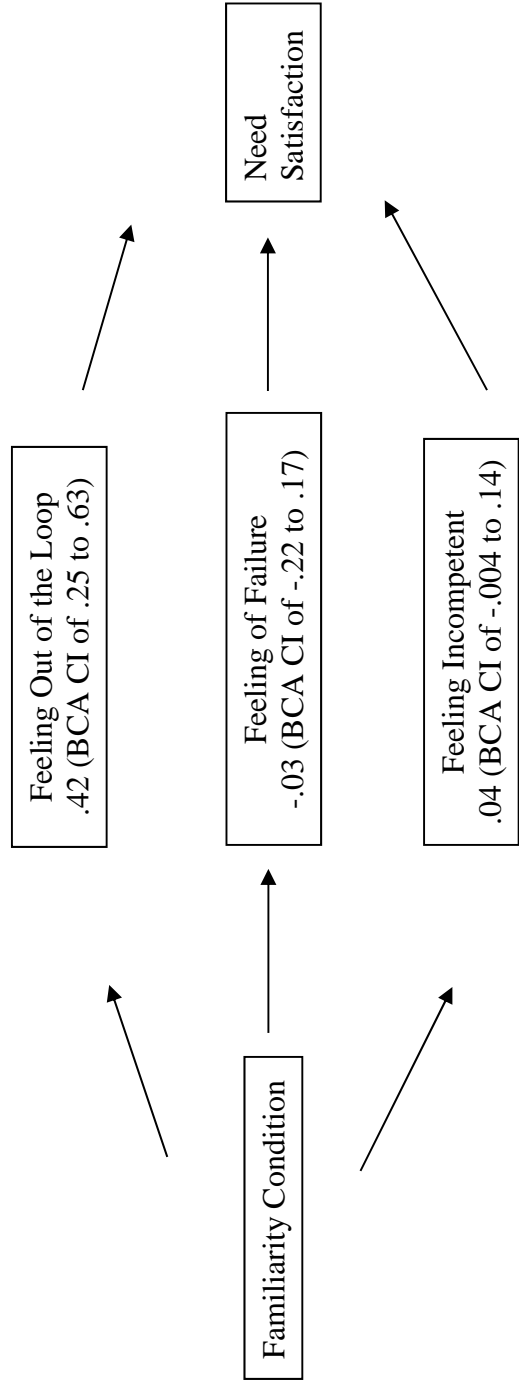 Familiarity Condition
Feeling Out of the Loop
.42 (BCA CI of .25 to .63)
Feeling of Failure
-.03 (BCA CI of -.22 to .17)
Feeling Incompetent
.04 (BCA CI of -.004 to .14)
Need
Satisfaction